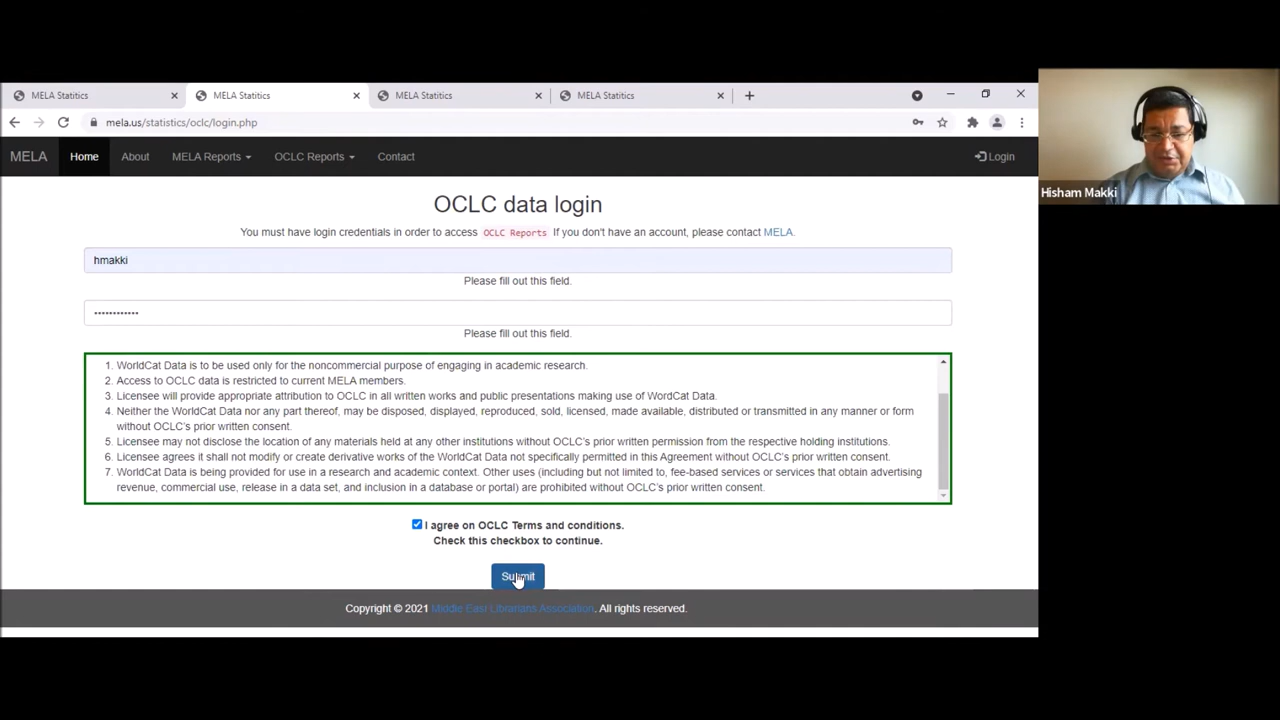 MELA Statitics
MELA Statitics
MELA Statitics
MELA Statitics
mela.us/statistics/oclc/login.php
MELA Home About MELA Reports OCLC Reports Contact Login
Hisham Makki
OCLC data login
You must have login credentials in order to access OCLC Reports If you don't have an account, please contact MELA.
hmakki
Please fill out this field.
••••••••••••
Please fill out this field.
1. WorldCat Data is to be used only for the noncommercial purpose of engaging in academic research.
2. Access to OCLC data is restricted to current MELA members.
3. Licensee will provide appropriate attribution to OCLC in all written works and public presentations making use of WordCat Data.
4. Neither the WorldCat Data nor any part thereof, may be disposed, displayed, reproduced, sold, licensed, made available, distributed or transmitted in any manner or form
without OCLC's prior written consent.
5. Licensee may not disclose the location of any materials held at any other institutions without OCLC's prior written permission from the respective holding institutions.
6. Licensee agrees it shall not modify or create derivative works of the WorldCat Data not specifically permitted in this Agreement without OCLC's prior written consent.
7. WorldCat Data is being provided for use in a research and academic context. Other uses (including but not limited to, fee-based services or services that obtain advertising
revenue, commercial use, release in a data set, and inclusion in a database or portal) are prohibited without OCLC's prior written consent.
I agree on OCLC Terms and conditions.
Check this checkbox to continue.
Submit
Copyright © 2021 Middle East Librarians Association. All rights reserved.